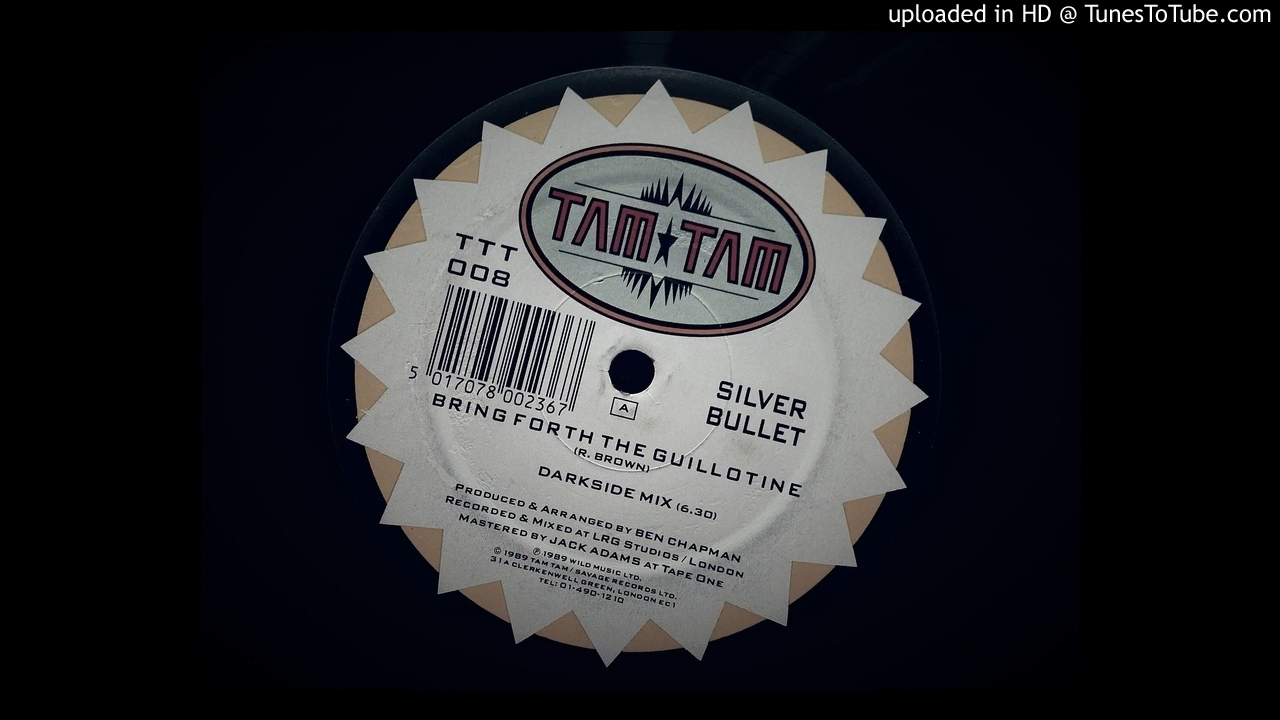 uploaded in HD @ TunesToTube.com
TAM TAM
TTT
008
5 017078 002367
A
SILVER
BULLET
BRING FORTH THE GUILLOTINE
(R. BROWN)
DARKSIDE MIX (6.30)
PRODUCED & ARRANGED BY BEN CHAPMAN
RECORDED & MIXED AT LRG STUDIOS / LONDON
MASTERED BY JACK ADAMS AT TAPE ONE
℗ 1989 WILD MUSIC LTD.
© 1989 TAM TAM / SAVAGE RECORDS LTD.
31A CLERKENWELL GREEN, LONDON EC1
TEL: 01-490-1210